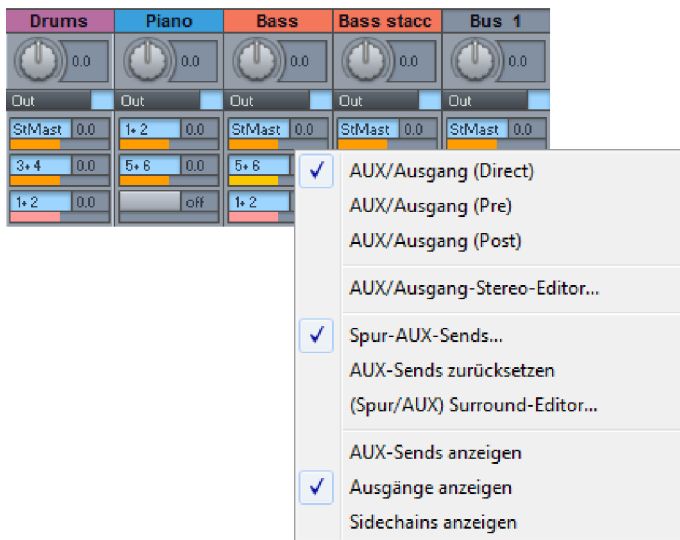 Drums Piano Bass Bass stacc Bus 1
0.0 0.0 0.0 0.0 0.0
Out Out Out Out Out
StMast 0.0 1+2 0.0 StMast 0.0 StMast 0.0 StMast 0.0
3+4 0.0 5+6 0.0 5+6
1+2 0.0 off 1+2
AUX/Ausgang (Direct)
AUX/Ausgang (Pre)
AUX/Ausgang (Post)
AUX/Ausgang-Stereo-Editor...
Spur-AUX-Sends...
AUX-Sends zurücksetzen
(Spur/AUX) Surround-Editor...
AUX-Sends anzeigen
Ausgänge anzeigen
Sidechains anzeigen